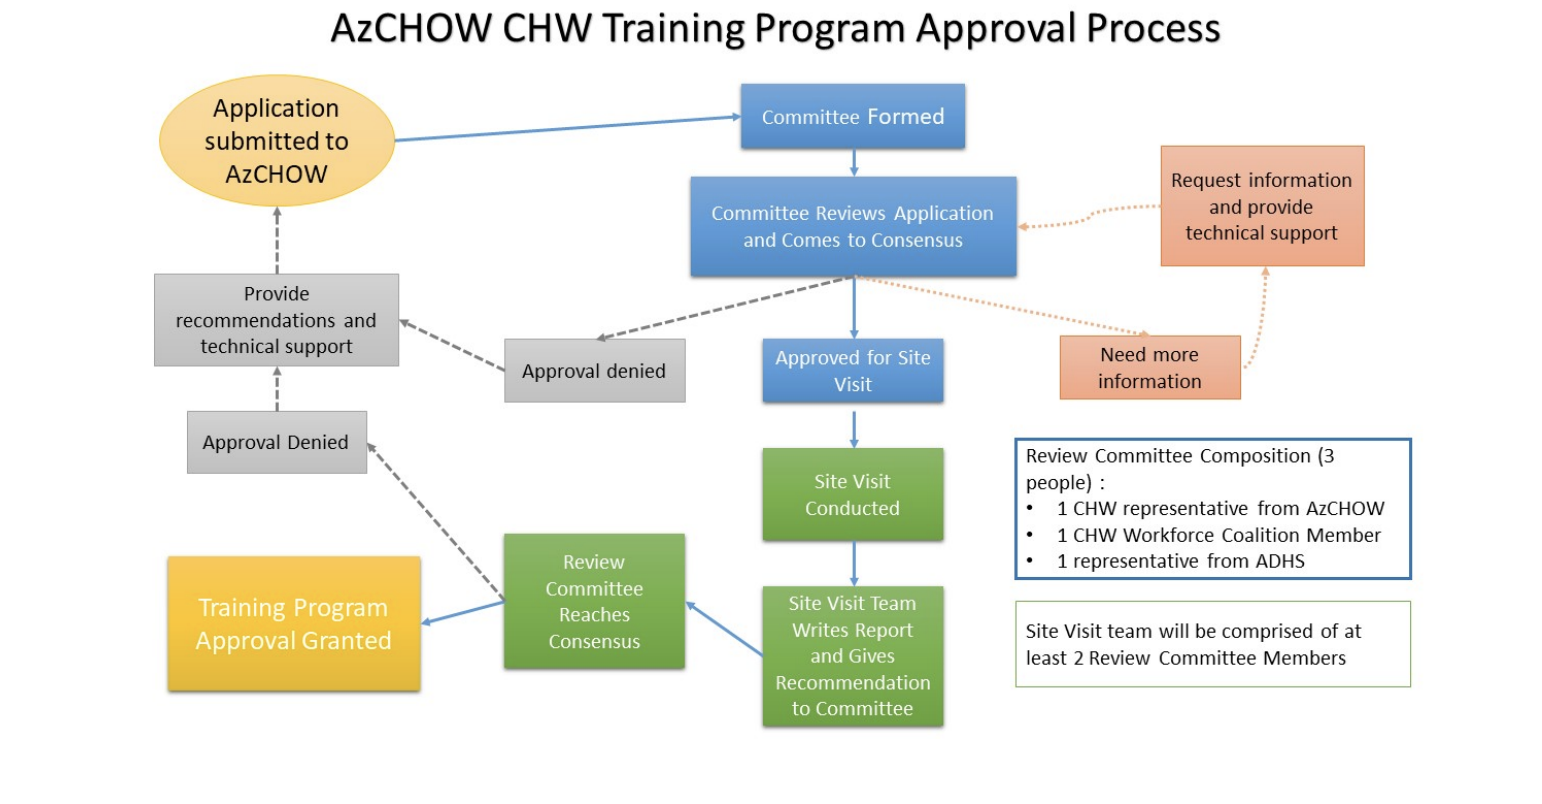 AzCHOW CHW Training Program Approval Process
Application
submitted to
AzCHOW
Committee Formed
Committee Reviews Application
and Comes to Consensus
Request information
and provide
technical support
Provide
recommendations and
technical support
Approval denied
Approved for Site
Visit
Need more
information
Approval Denied
Site Visit
Conducted
Review Committee Composition (3
people) :
• 1 CHW representative from AzCHOW
• 1 CHW Workforce Coalition Member
• 1 representative from ADHS
Training Program
Approval Granted
Review
Committee
Reaches
Consensus
Site Visit Team
Writes Report
and Gives
Recommendation
to Committee
Site Visit team will be comprised of at
least 2 Review Committee Members